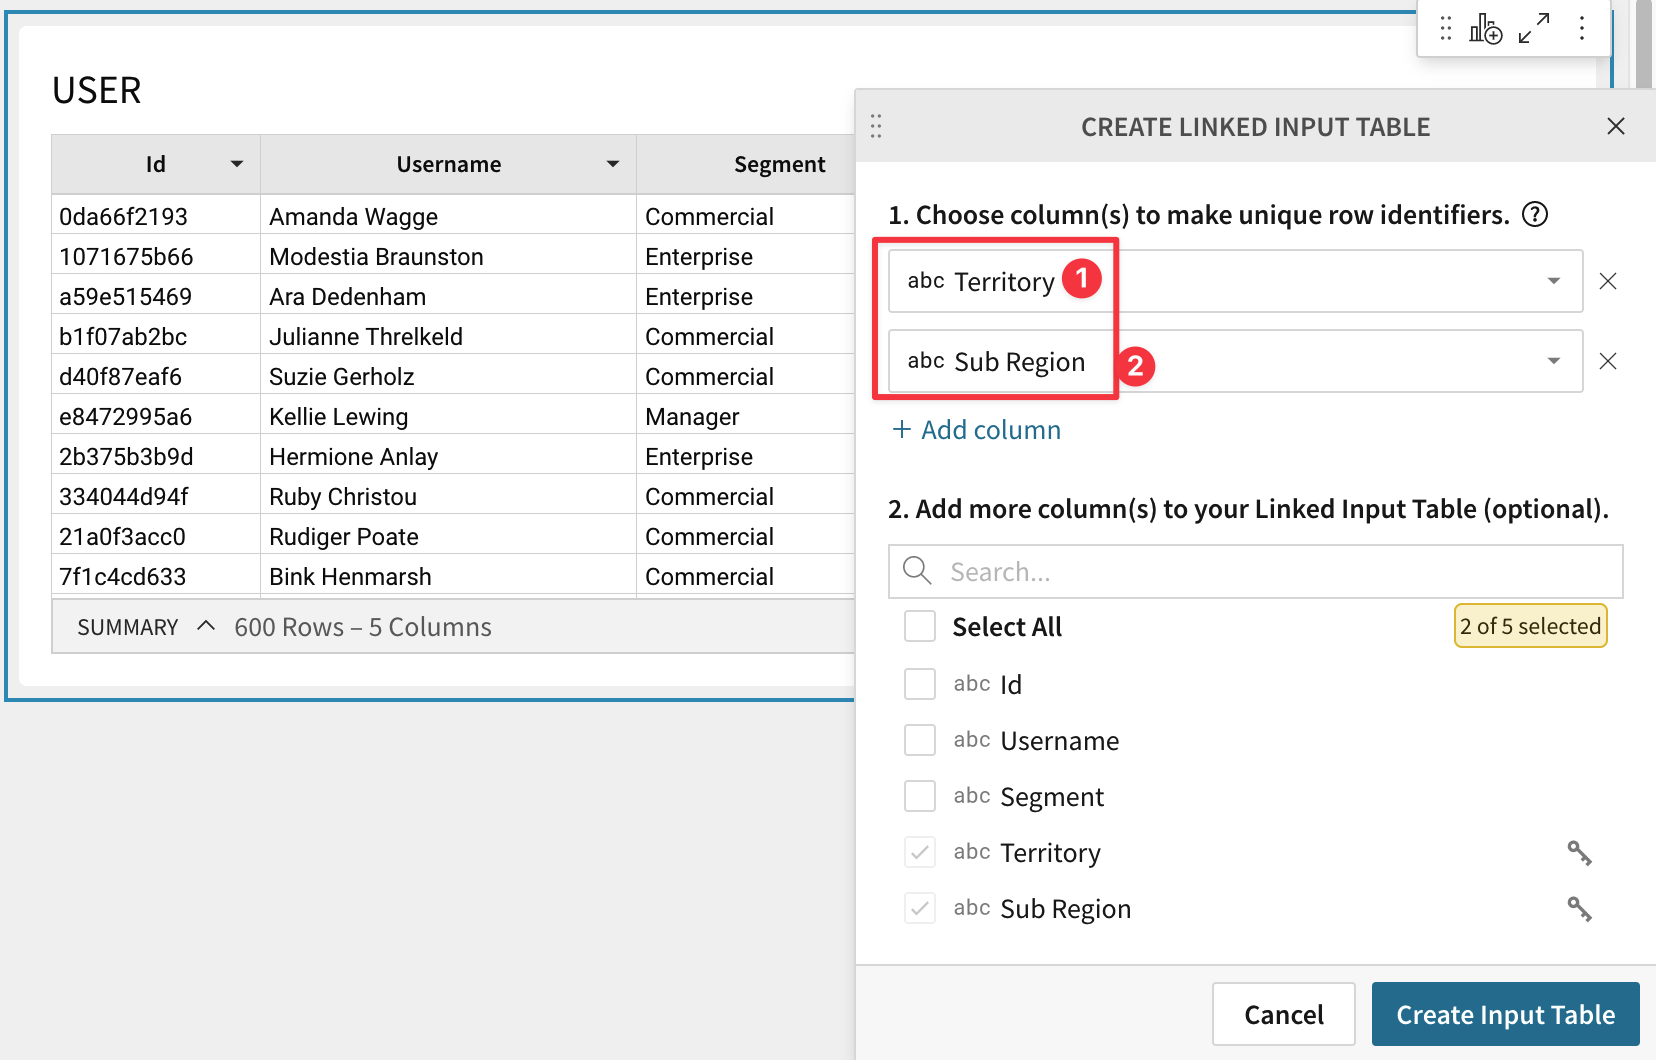 USER
Id Username Segment
0da66f2193 Amanda Wagge Commercial
1071675b66 Modestia Braunston Enterprise
a59e515469 Ara Dedenham Enterprise
b1f07ab2bc Julianne Threlkeld Commercial
d40f87eaf6 Suzie Gerholz Commercial
e8472995a6 Kellie Lewing Manager
2b375b3b9d Hermione Anlay Enterprise
334044d94f Ruby Christou Commercial
21a0f3acc0 Rudiger Poate Commercial
7f1c4cd633 Bink Henmarsh Commercial
SUMMARY 600 Rows – 5 Columns
CREATE LINKED INPUT TABLE
1. Choose column(s) to make unique row identifiers. ?
abc Territory 1
abc Sub Region 2
+ Add column
2. Add more column(s) to your Linked Input Table (optional).
Search...
Select All 2 of 5 selected
abc Id
abc Username
abc Segment
abc Territory
abc Sub Region
Cancel Create Input Table